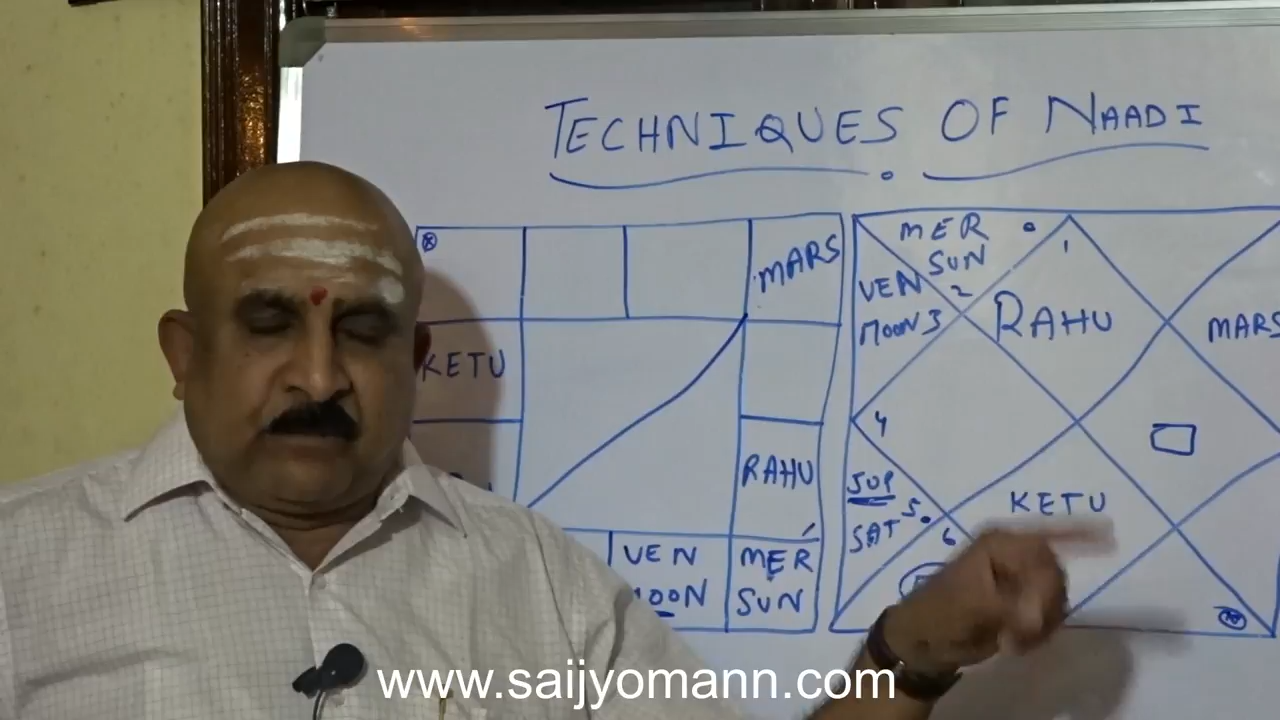 TECHNIQUES OF NAADI
MARS
KETU
RAHU
VEN
MOON
MER
SUN
MER
SUN
VEN
2
MOON 3
1
RAHU
MARS
4
JUP
SAT 5
6
KETU
www.saijyomann.com